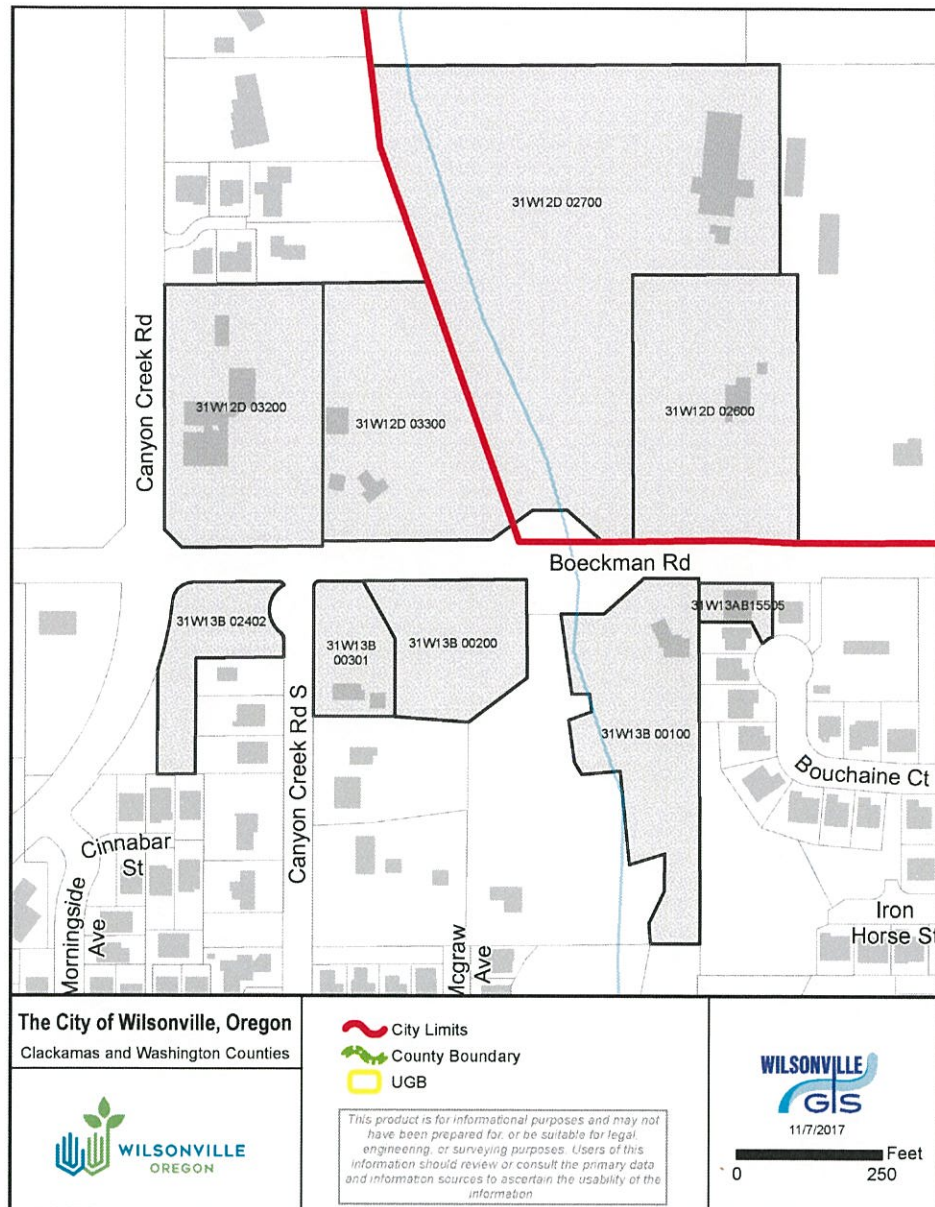 31W12D 02700
Canyon Creek Rd
31W12D 03200
31W12D 03300
31W12D 02600
Boeckman Rd
31W13B 02402
31W13B
00301
31W13B 00200
31W13AB15505
31W13B 00100
Canyon Creek Rd S
Bouchaine Ct
Cinnabar
St
Morningside
Ave
Mcgraw
Ave
Iron
Horse St
The City of Wilsonville, Oregon
Clackamas and Washington Counties
WILSONVILLE
OREGON
City Limits
County Boundary
UGB
This product is for informational purposes and may not
have been prepared for, or be suitable for legal,
engineering, or surveying purposes. Users of this
information should review or consult the primary data
and information sources to ascertain the usability of the
information
WILSONVILLE
GIS
11/7/2017
Feet
0 250